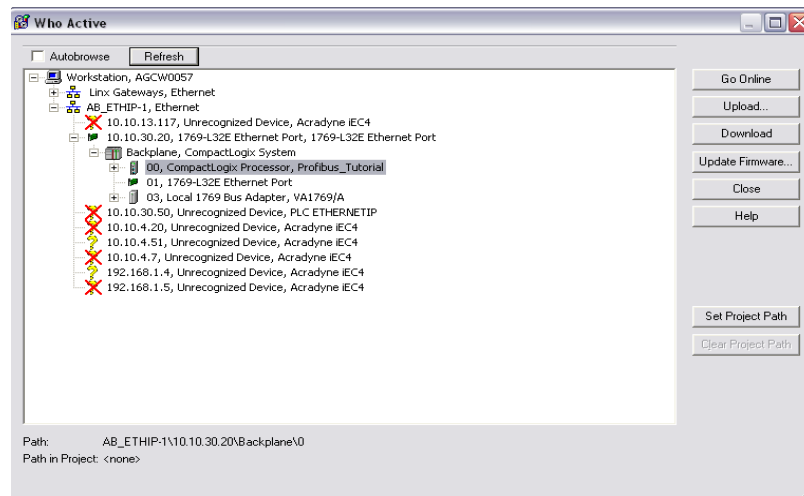 Who Active
Autobrowse Refresh
Workstation, AGCW0057
Linx Gateways, Ethernet
AB_ETHIP-1, Ethernet
10.10.13.117, Unrecognized Device, Acradyne iEC4
10.10.30.20, 1769-L32E Ethernet Port, 1769-L32E Ethernet Port
Backplane, CompactLogix System
00, CompactLogix Processor, Profibus_Tutorial
01, 1769-L32E Ethernet Port
03, Local 1769 Bus Adapter, VA1769/A
10.10.30.50, Unrecognized Device, PLC ETHERNETIP
10.10.4.20, Unrecognized Device, Acradyne iEC4
10.10.4.51, Unrecognized Device, Acradyne iEC4
10.10.4.7, Unrecognized Device, Acradyne iEC4
192.168.1.4, Unrecognized Device, Acradyne iEC4
192.168.1.5, Unrecognized Device, Acradyne iEC4
Go Online
Upload...
Download
Update Firmware...
Close
Help
Set Project Path
Clear Project Path
Path: AB_ETHIP-1\10.10.30.20\Backplane\0
Path in Project: <none>